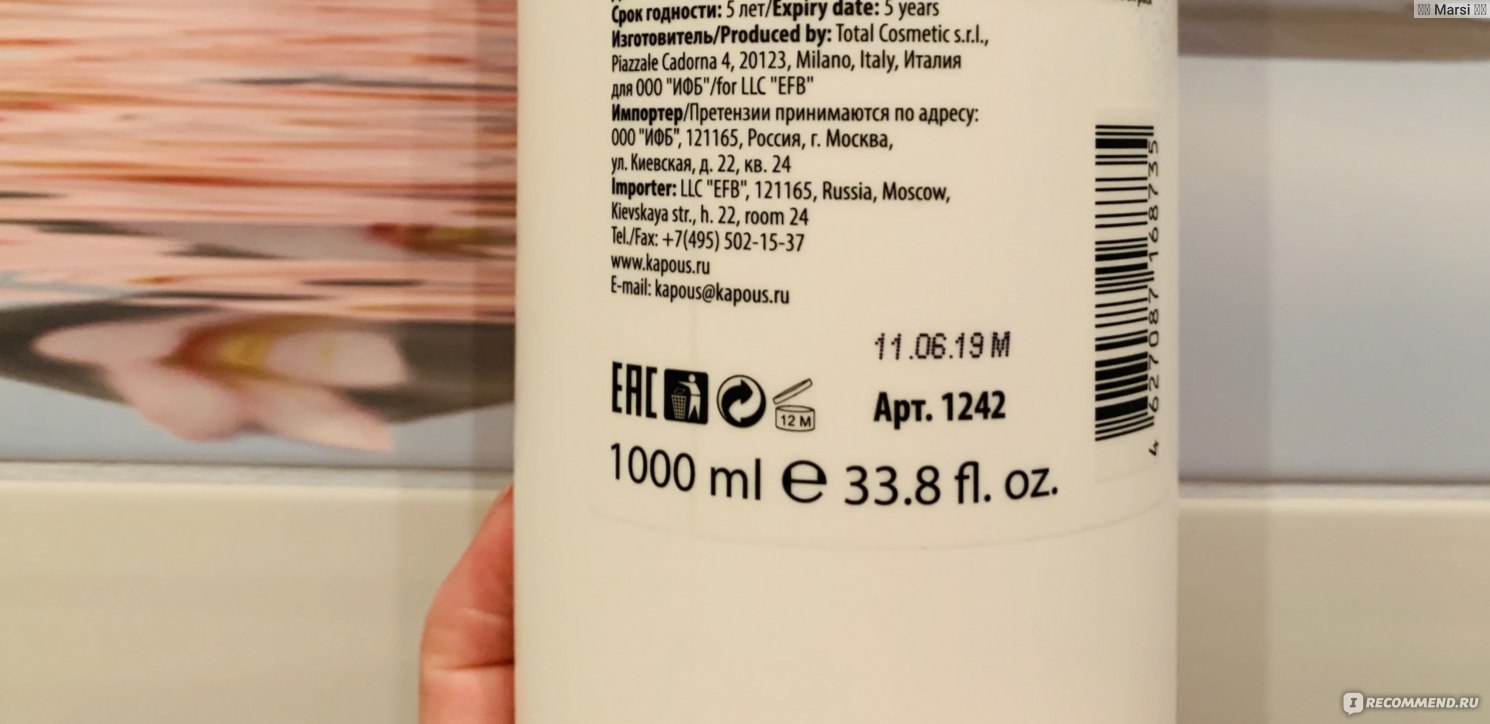 Marsi
Срок годности: 5 лет/Expiry date: 5 years
Изготовитель/Produced by: Total Cosmetic s.r.l.,
Piazzale Cadorna 4, 20123, Milano, Italy, Италия
для ООО "ИФБ"/for LLC "EFB"
Импортер/Претензии принимаются по адресу:
ООО "ИФБ", 121165, Россия, г. Москва,
ул. Киевская, д. 22, кв. 24
Importer: LLC "EFB", 121165, Russia, Moscow,
Kievskaya str., h. 22, room 24
Tel./Fax: +7(495) 502-15-37
www.kapous.ru
E-mail: kapous@kapous.ru
11.06.19 M
EAC
12 M
Арт. 1242
1000 ml e 33.8 fl. oz.
4 627087 168735
IRECOMMEND.RU